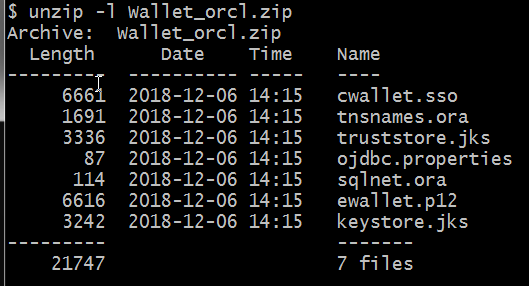 $ unzip -l Wallet_orcl.zip
Archive:  Wallet_orcl.zip
  Length      Date    Time    Name
---------  ---------- -----   ----
     6661  2018-12-06 14:15   cwallet.sso
     1691  2018-12-06 14:15   tnsnames.ora
     3336  2018-12-06 14:15   truststore.jks
       87  2018-12-06 14:15   ojdbc.properties
      114  2018-12-06 14:15   sqlnet.ora
     6616  2018-12-06 14:15   ewallet.p12
     3242  2018-12-06 14:15   keystore.jks
---------                     -------
    21747                     7 files